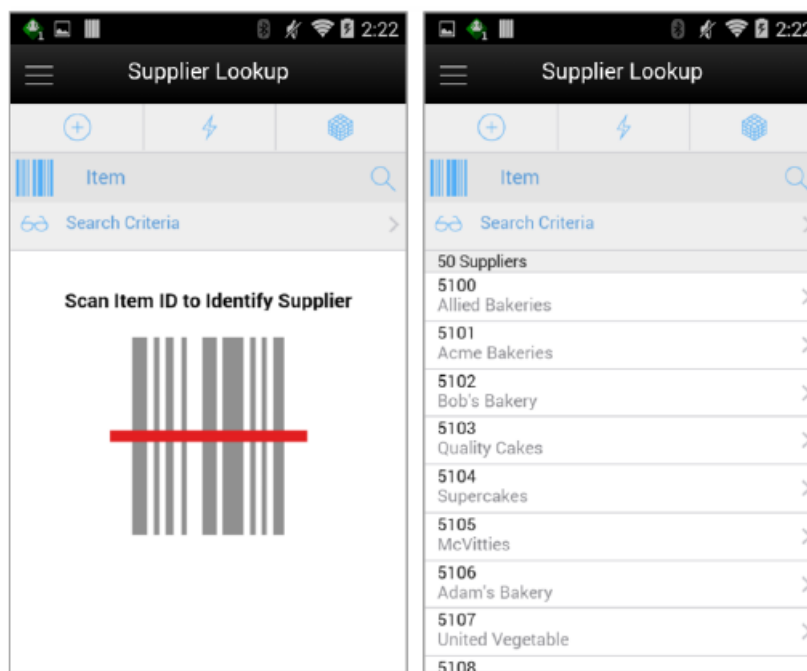 2:22
Supplier Lookup
Item
Search Criteria
Scan Item ID to Identify Supplier
2:22
Supplier Lookup
Item
Search Criteria
50 Suppliers
5100
Allied Bakeries
5101
Acme Bakeries
5102
Bob's Bakery
5103
Quality Cakes
5104
Supercakes
5105
McVitties
5106
Adam's Bakery
5107
United Vegetable
5108